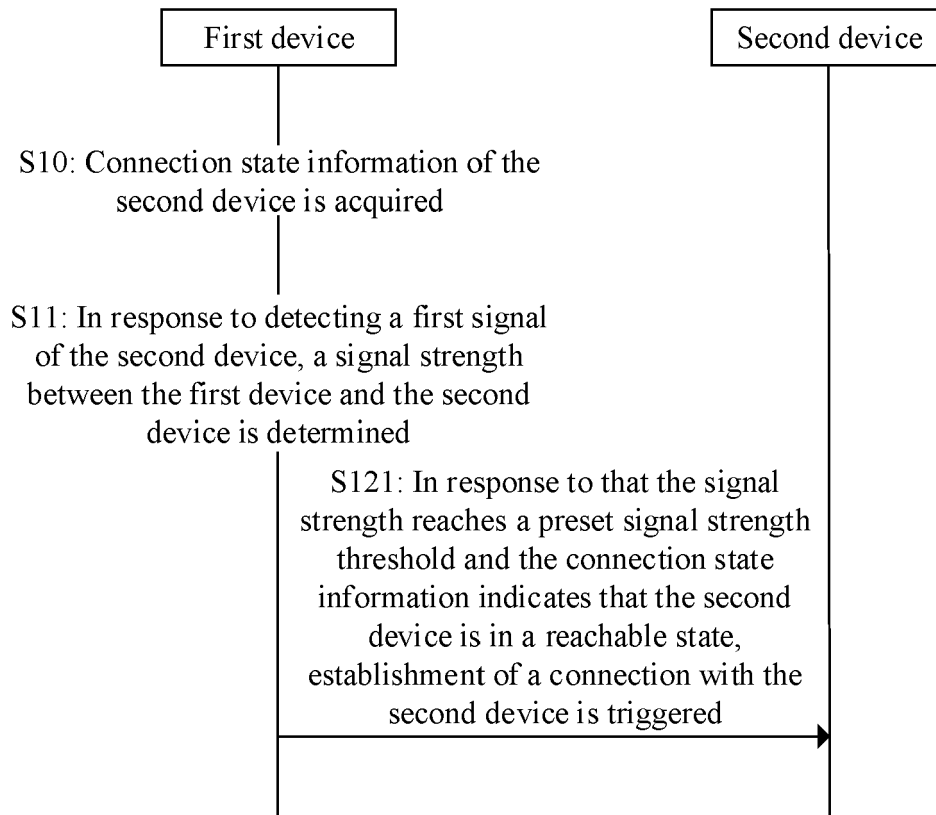 First device
Second device
S10: Connection state information of the
second device is acquired
S11: In response to detecting a first signal
of the second device, a signal strength
between the first device and the second
device is determined
S121: In response to that the signal
strength reaches a preset signal strength
threshold and the connection state
information indicates that the second
device is in a reachable state,
establishment of a connection with the
second device is triggered